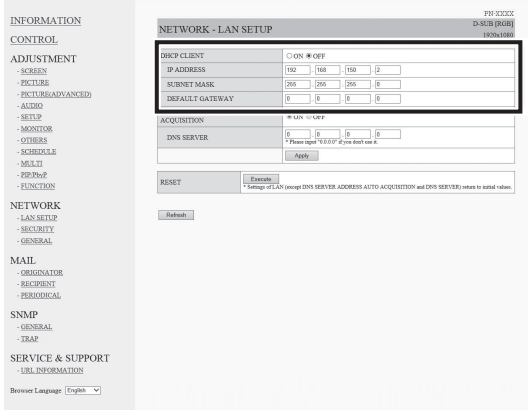 INFORMATION
CONTROL
ADJUSTMENT
- SCREEN
- PICTURE
- PICTURE(ADVANCED)
- AUDIO
- SETUP
- MONITOR
- OTHERS
- SCHEDULE
- MULTI
- PIP/PbyP
- FUNCTION
NETWORK
- LAN SETUP
- SECURITY
- GENERAL
MAIL
- ORIGINATOR
- RECIPIENT
- PERIODICAL
SNMP
- GENERAL
- TRAP
SERVICE & SUPPORT
- URL INFORMATION
Browser Language English
PN-XXXX
NETWORK - LAN SETUP
D-SUB [RGB]
1920x1080
DHCP CLIENT ON OFF
IP ADDRESS 192 . 168 . 150 . 2
SUBNET MASK 255 . 255 . 255 . 0
DEFAULT GATEWAY 0 . 0 . 0 . 0
ACQUISITION ON OFF
DNS SERVER 0 . 0 . 0 . 0
* Please input "0.0.0.0" if you don't use it.
Apply
RESET Execute
* Settings of LAN (except DNS SERVER ADDRESS AUTO ACQUISITION and DNS SERVER) return to initial values.
Refresh